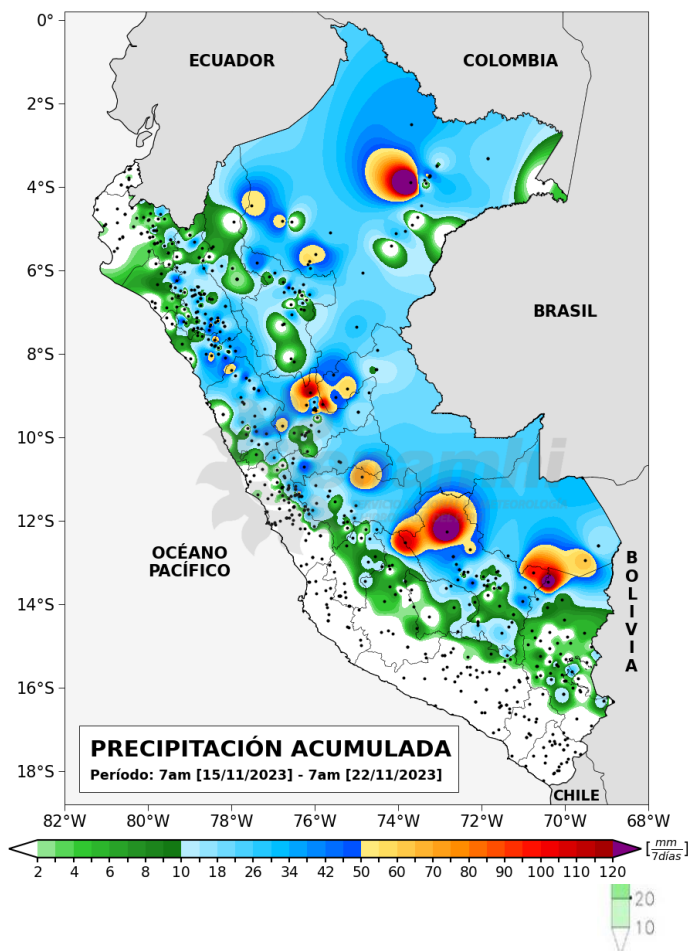 0°
ECUADOR
COLOMBIA
2°S
4°S
6°S
BRASIL
8°S
10°S
senamhi
12°S
OCÉANO
PACÍFICO
BOLIVIA
14°S
16°S
PRECIPITACIÓN ACUMULADA
Período: 7am [15/11/2023] - 7am [22/11/2023]
18°S
CHILE
82°W 80°W 78°W 76°W 74°W 72°W 70°W 68°W
[mm/7días]
2 4 6 8 10 18 26 34 42 50 60 70 80 90 100 110 120
20
10